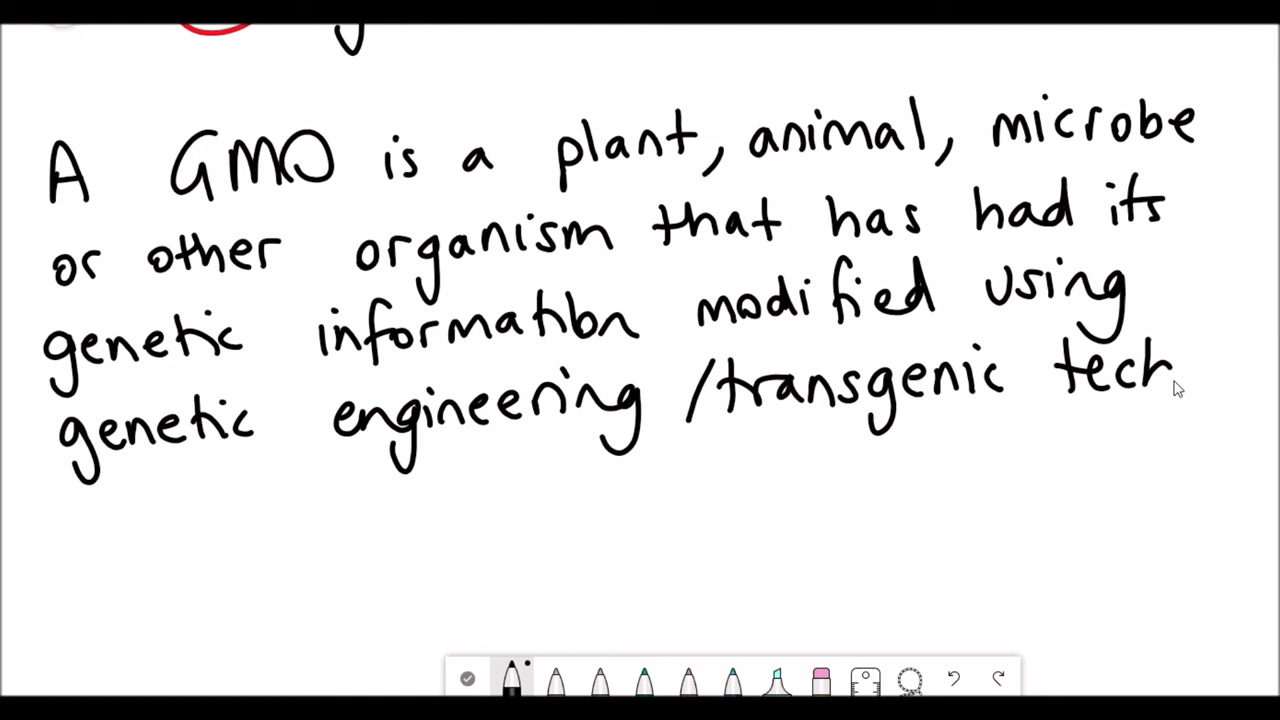 A GMO is a plant, animal, microbe
or other organism that has had its
genetic information modified using
genetic engineering /transgenic tech